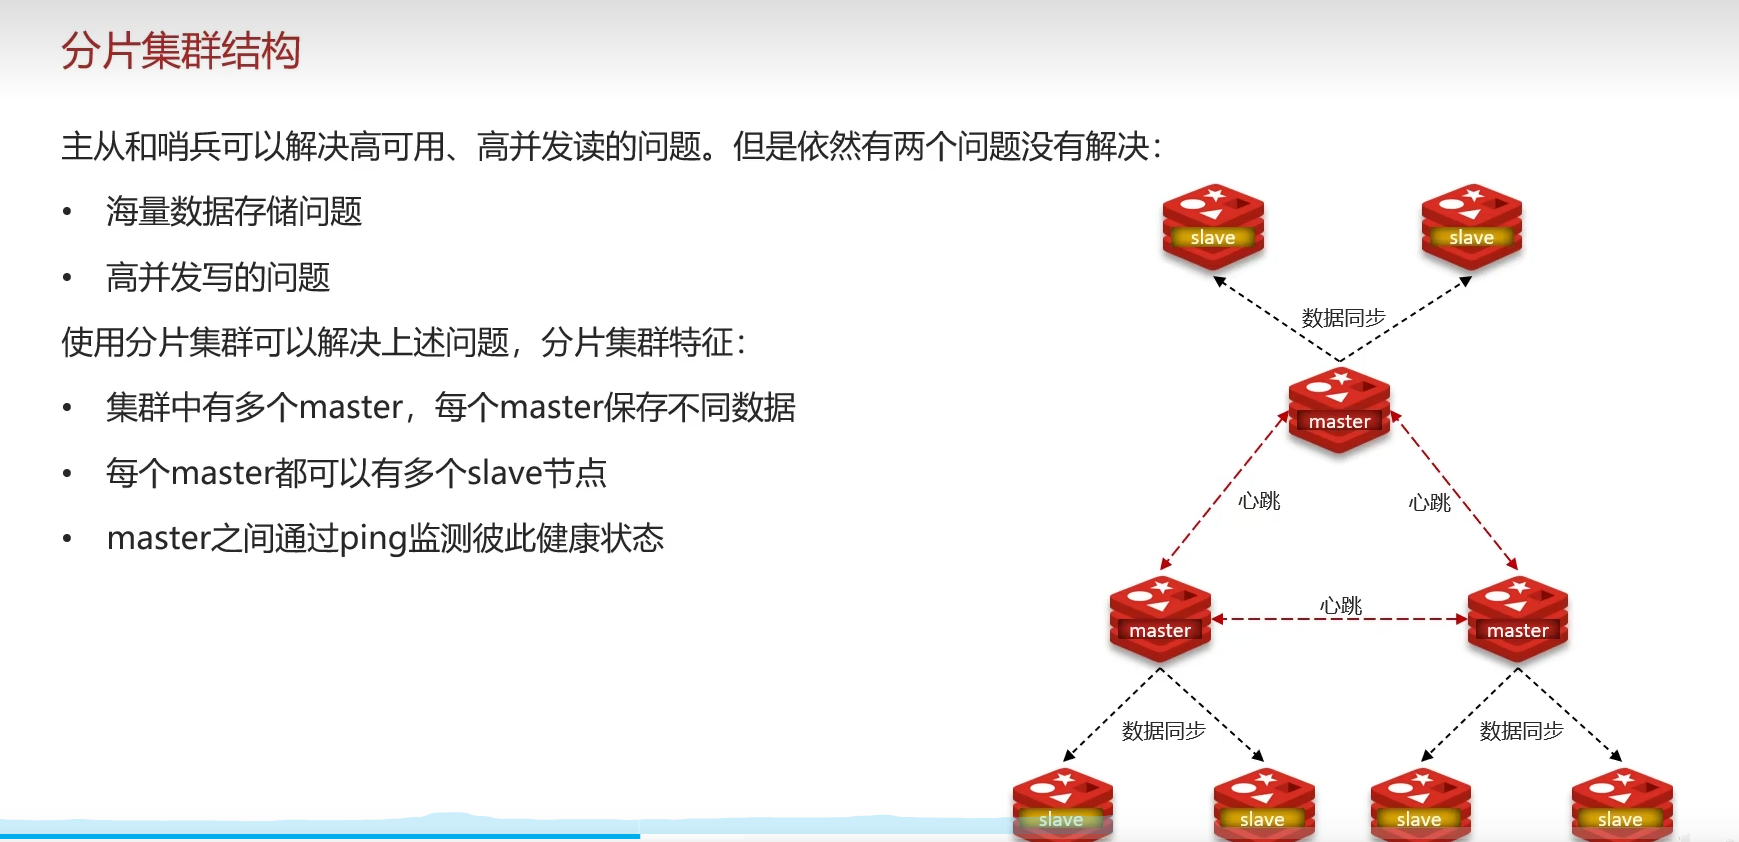 分片集群结构
主从和哨兵可以解决高可用、高并发读的问题。但是依然有两个问题没有解决：
• 海量数据存储问题
• 高并发写的问题
使用分片集群可以解决上述问题，分片集群特征：
• 集群中有多个master，每个master保存不同数据
• 每个master都可以有多个slave节点
• master之间通过ping监测彼此健康状态
slave
slave
数据同步
master
心跳
心跳
心跳
master
master
数据同步
数据同步
slave
slave
slave
slave